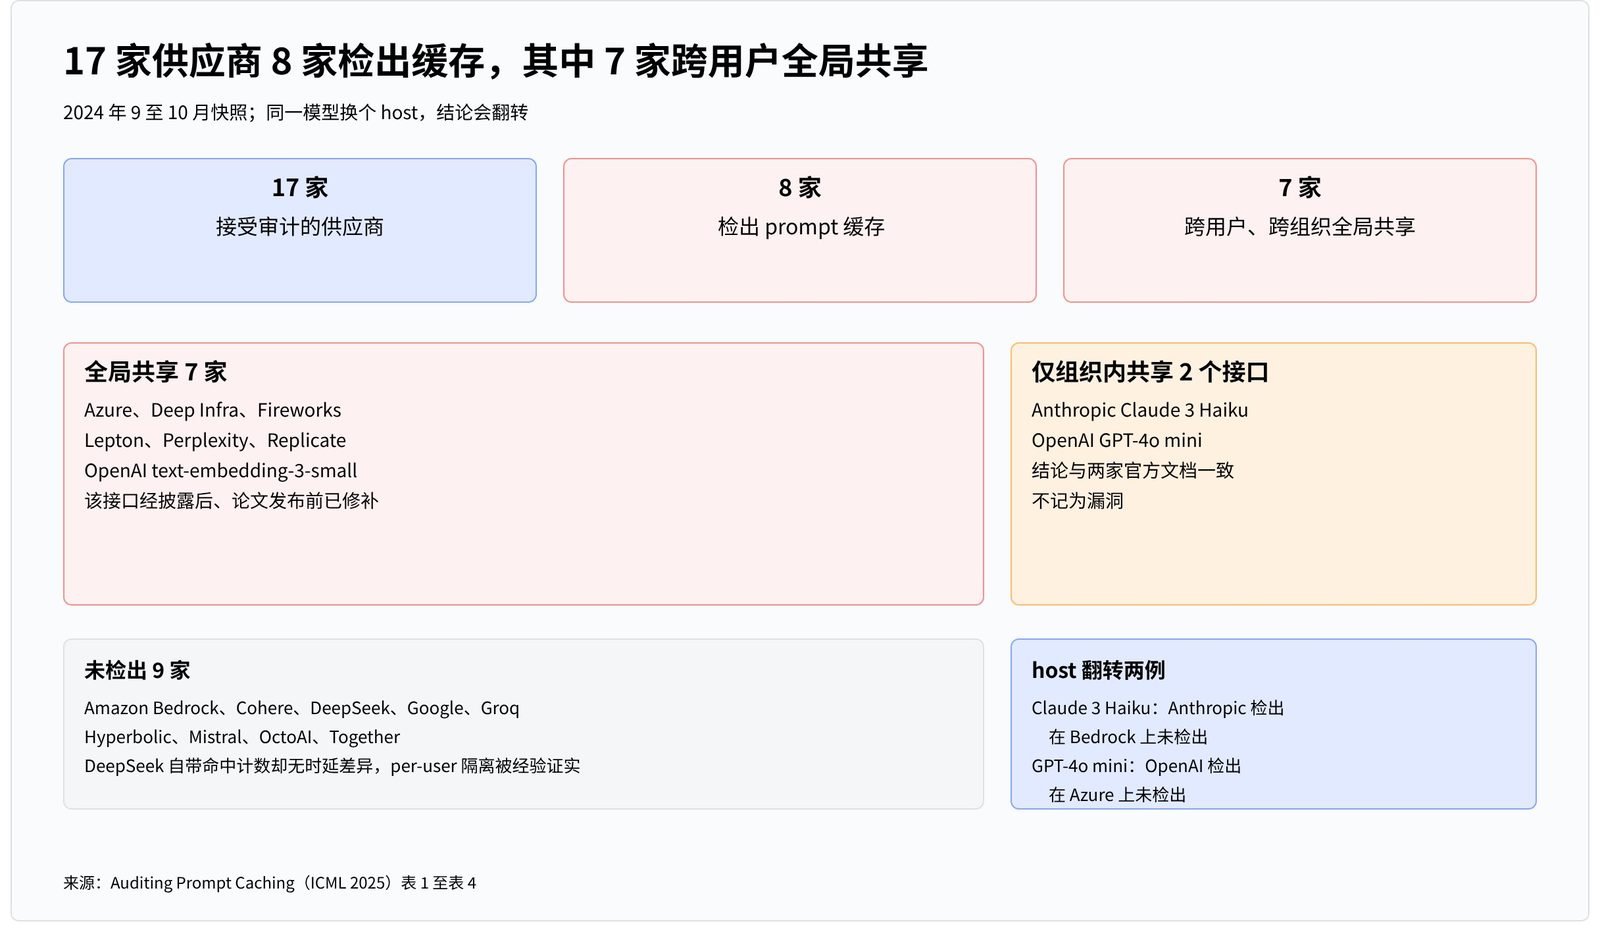 17 家供应商 8 家检出缓存，其中 7 家跨用户全局共享
2024 年 9 至 10 月快照；同一模型换个 host，结论会翻转
17 家
接受审计的供应商
8 家
检出 prompt 缓存
7 家
跨用户、跨组织全局共享
全局共享 7 家
Azure、Deep Infra、Fireworks
Lepton、Perplexity、Replicate
OpenAI text-embedding-3-small
该接口经披露后、论文发布前已修补
仅组织内共享 2 个接口
Anthropic Claude 3 Haiku
OpenAI GPT-4o mini
结论与两家官方文档一致
不记为漏洞
未检出 9 家
Amazon Bedrock、Cohere、DeepSeek、Google、Groq
Hyperbolic、Mistral、OctoAI、Together
DeepSeek 自带命中计数却无时延差异，per-user 隔离被经验证实
host 翻转两例
Claude 3 Haiku：Anthropic 检出
在 Bedrock 上未检出
GPT-4o mini：OpenAI 检出
在 Azure 上未检出
来源：Auditing Prompt Caching（ICML 2025）表 1 至表 4